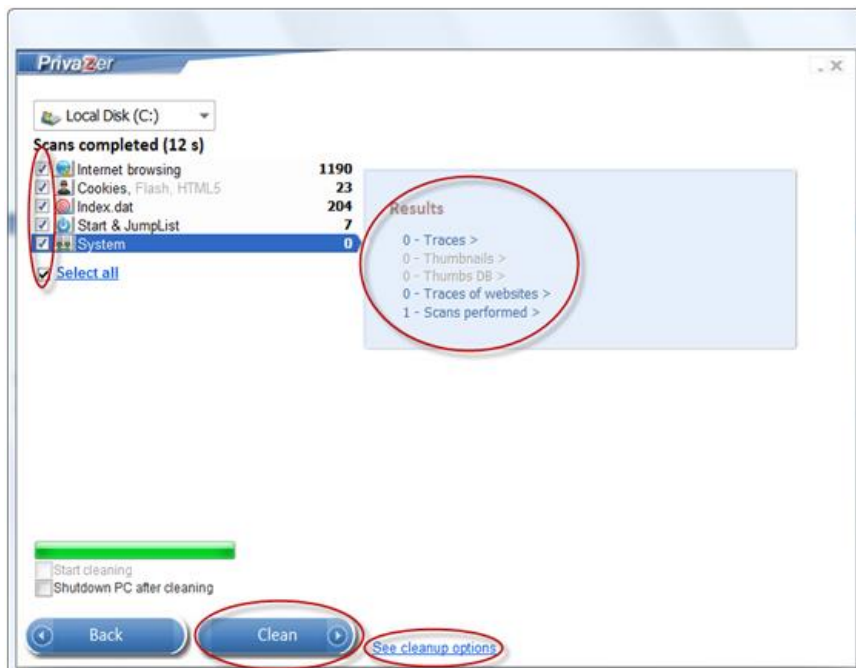 PrivaZer
Local Disk (C:)
Scans completed (12 s)
Internet browsing 1190
Cookies, Flash, HTML5 23
Index.dat 204
Start & JumpList 7
System 0
Select all
Results
0 - Traces >
0 - Thumbnails >
0 - Thumbs DB >
0 - Traces of websites >
1 - Scans performed >
Start cleaning
Shutdown PC after cleaning
Back
Clean
See cleanup options